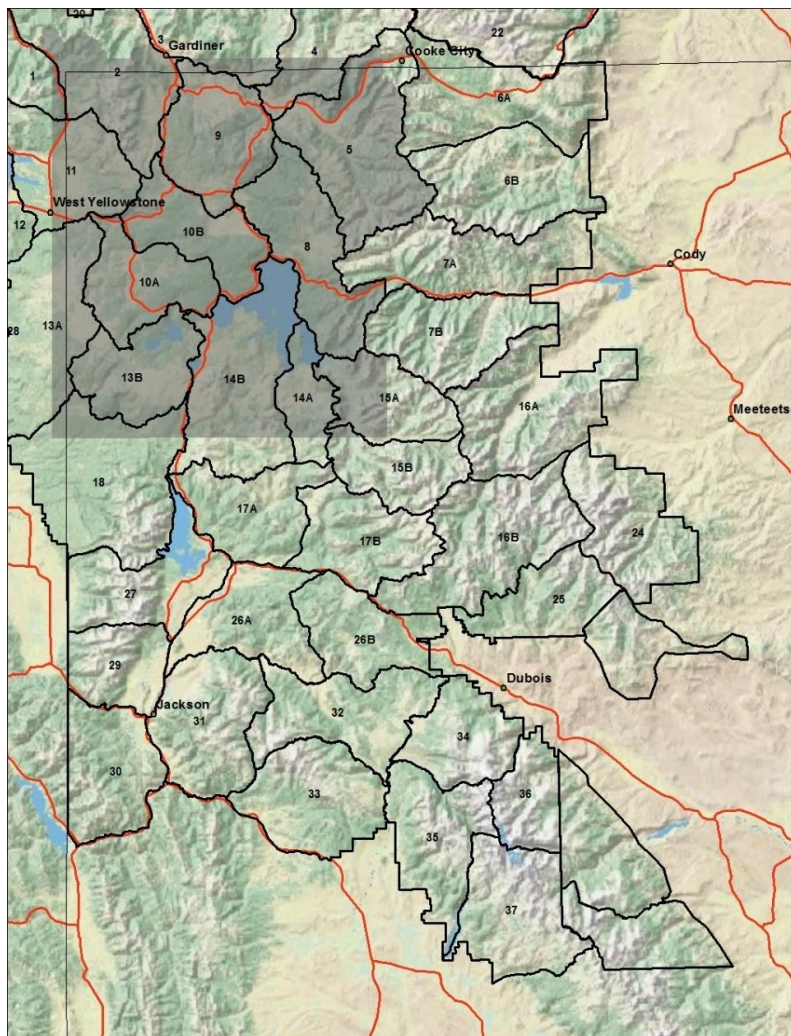 20
3
Gardiner
4
22
Cooke City
1
2
6A
9
5
11
6B
West Yellowstone
12
10B
8
7A
Cody
10A
28
13A
7B
13B
14B
14A
15A
16A
Meeteets
18
15B
17A
17B
16B
24
27
25
26A
26B
29
Dubois
Jackson
31
32
34
30
33
36
35
37